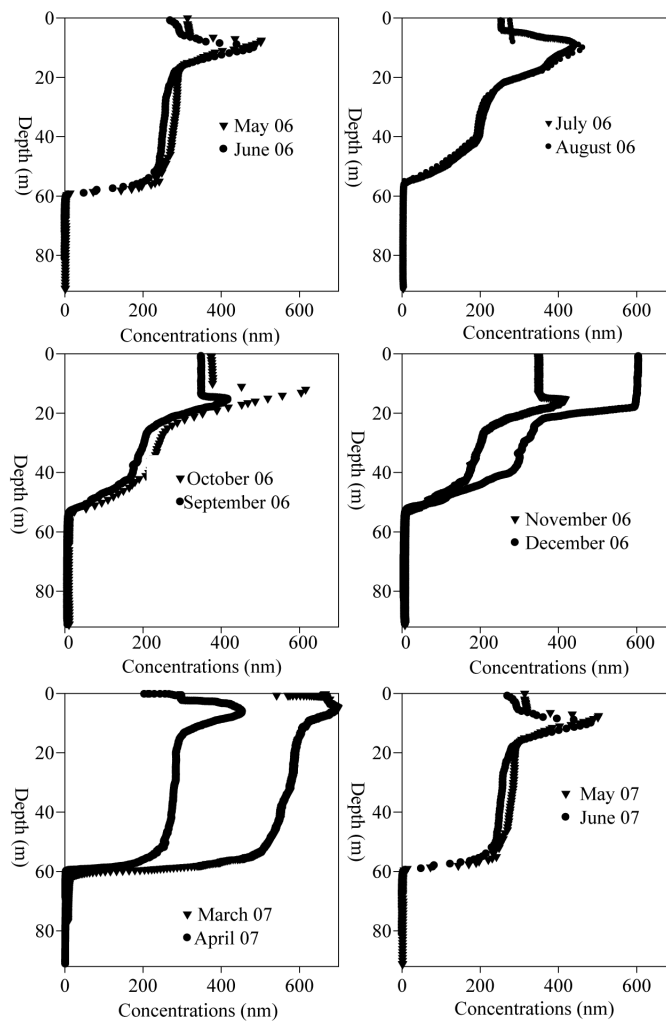 0
20
40
60
80
Depth (m)
May 06
June 06
0 200 400 600
Concentrations (nm)
0
20
40
60
80
Depth (m)
July 06
August 06
0 200 400 600
Concentrations (nm)
0
20
40
60
80
Depth (m)
October 06
September 06
0 200 400 600
Concentrations (nm)
0
20
40
60
80
Depth (m)
November 06
December 06
0 200 400 600
Concentrations (nm)
0
20
40
60
80
Depth (m)
March 07
April 07
0 200 400 600
Concentrations (nm)
0
20
40
60
80
Depth (m)
May 07
June 07
0 200 400 600
Concentrations (nm)